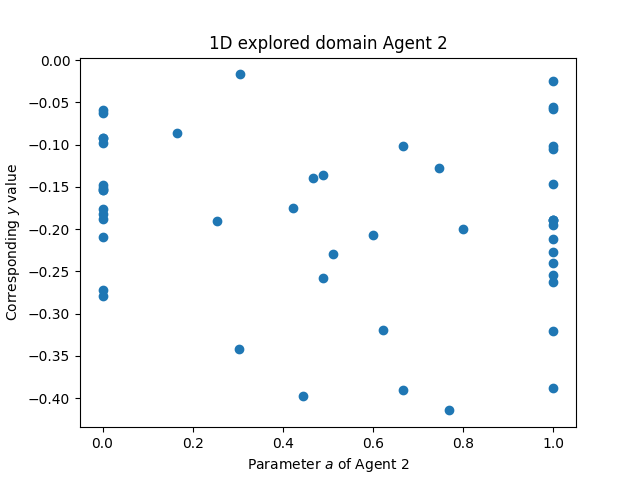 1D explored domain Agent 2
0.00
−0.05
−0.10
−0.15
−0.20
−0.25
−0.30
−0.35
−0.40
Corresponding y value
0.0 0.2 0.4 0.6 0.8 1.0
Parameter a of Agent 2